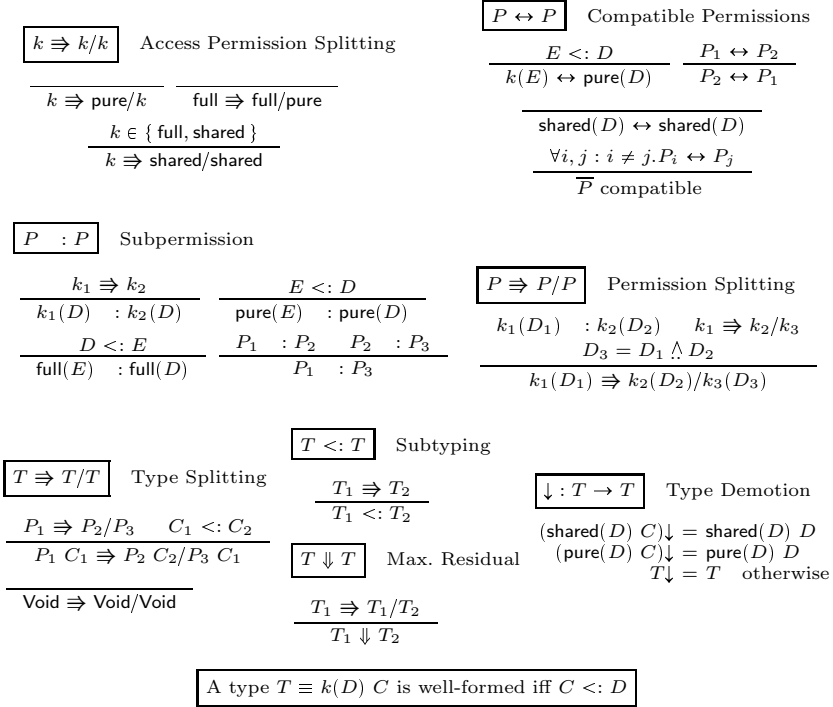 k ⇛ k/k Access Permission Splitting
k ⇛ pure/k full ⇛ full/pure
k ∈ { full, shared }
k ⇛ shared/shared
P ↔ P Compatible Permissions
E <: D P₁ ↔ P₂
k(E) ↔ pure(D) P₂ ↔ P₁
shared(D) ↔ shared(D)
∀i, j : i ≠ j.Pᵢ ↔ Pⱼ
P̅ compatible
P : P Subpermission
k₁ ⇛ k₂ E <: D
k₁(D) : k₂(D) pure(E) : pure(D)
D <: E P₁ : P₂ P₂ : P₃
full(E) : full(D) P₁ : P₃
P ⇛ P/P Permission Splitting
k₁(D₁) : k₂(D₂) k₁ ⇛ k₂/k₃
D₃ = D₁ ⩑ D₂
k₁(D₁) ⇛ k₂(D₂)/k₃(D₃)
T ⇛ T/T Type Splitting
P₁ ⇛ P₂/P₃ C₁ <: C₂
P₁ C₁ ⇛ P₂ C₂/P₃ C₁
Void ⇛ Void/Void
T <: T Subtyping
T₁ ⇛ T₂
T₁ <: T₂
T ⇓ T Max. Residual
T₁ ⇛ T₁/T₂
T₁ ⇓ T₂
↓ : T → T Type Demotion
(shared(D) C)↓ = shared(D) D
(pure(D) C)↓ = pure(D) D
T↓ = T otherwise
A type T ≡ k(D) C is well-formed iff C <: D